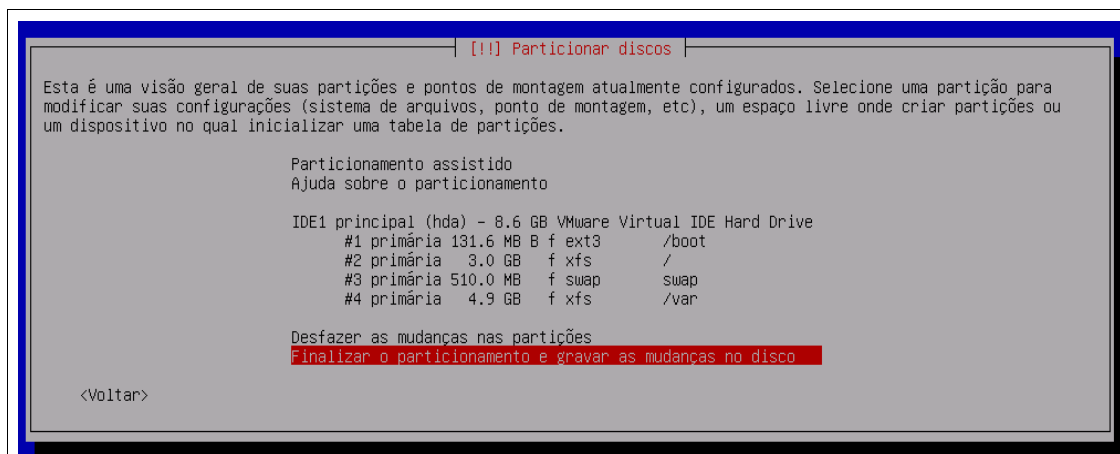 [!!] Particionar discos
Esta é uma visão geral de suas partições e pontos de montagem atualmente configurados. Selecione uma partição para
modificar suas configurações (sistema de arquivos, ponto de montagem, etc), um espaço livre onde criar partições ou
um dispositivo no qual inicializar uma tabela de partições.
Particionamento assistido
Ajuda sobre o particionamento
IDE1 principal (hda) - 8.6 GB VMware Virtual IDE Hard Drive
#1 primária 131.6 MB B f ext3 /boot
#2 primária 3.0 GB f xfs /
#3 primária 510.0 MB f swap swap
#4 primária 4.9 GB f xfs /var
Desfazer as mudanças nas partições
Finalizar o particionamento e gravar as mudanças no disco
<Voltar>